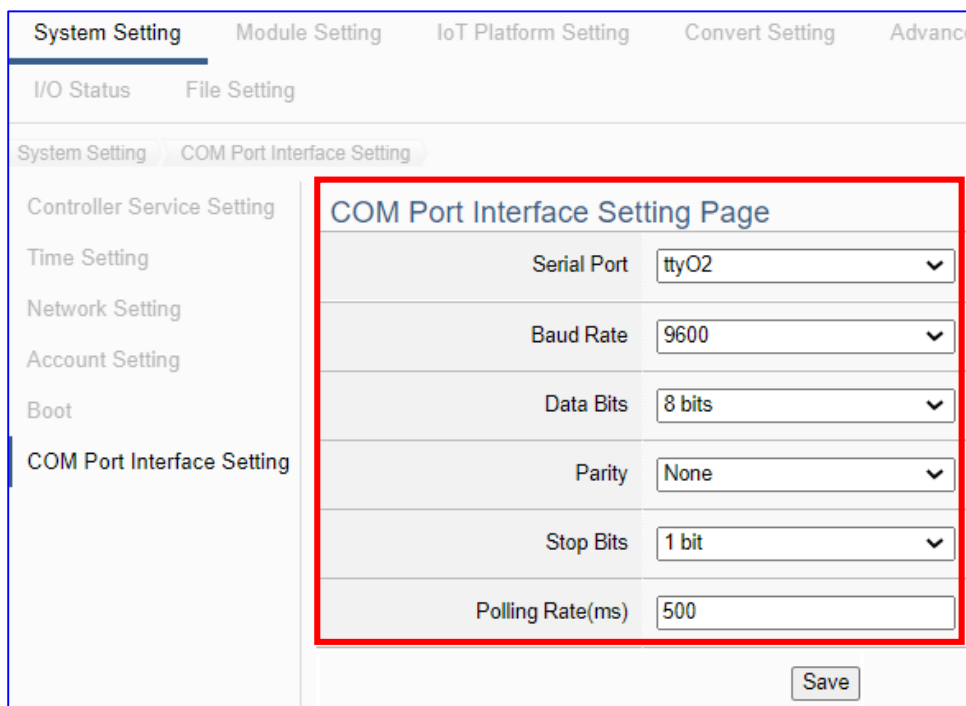 System Setting Module Setting IoT Platform Setting Convert Setting Advanc
I/O Status File Setting
System Setting COM Port Interface Setting
Controller Service Setting
Time Setting
Network Setting
Account Setting
Boot
COM Port Interface Setting
COM Port Interface Setting Page
Serial Port ttyO2
Baud Rate 9600
Data Bits 8 bits
Parity None
Stop Bits 1 bit
Polling Rate(ms) 500
Save